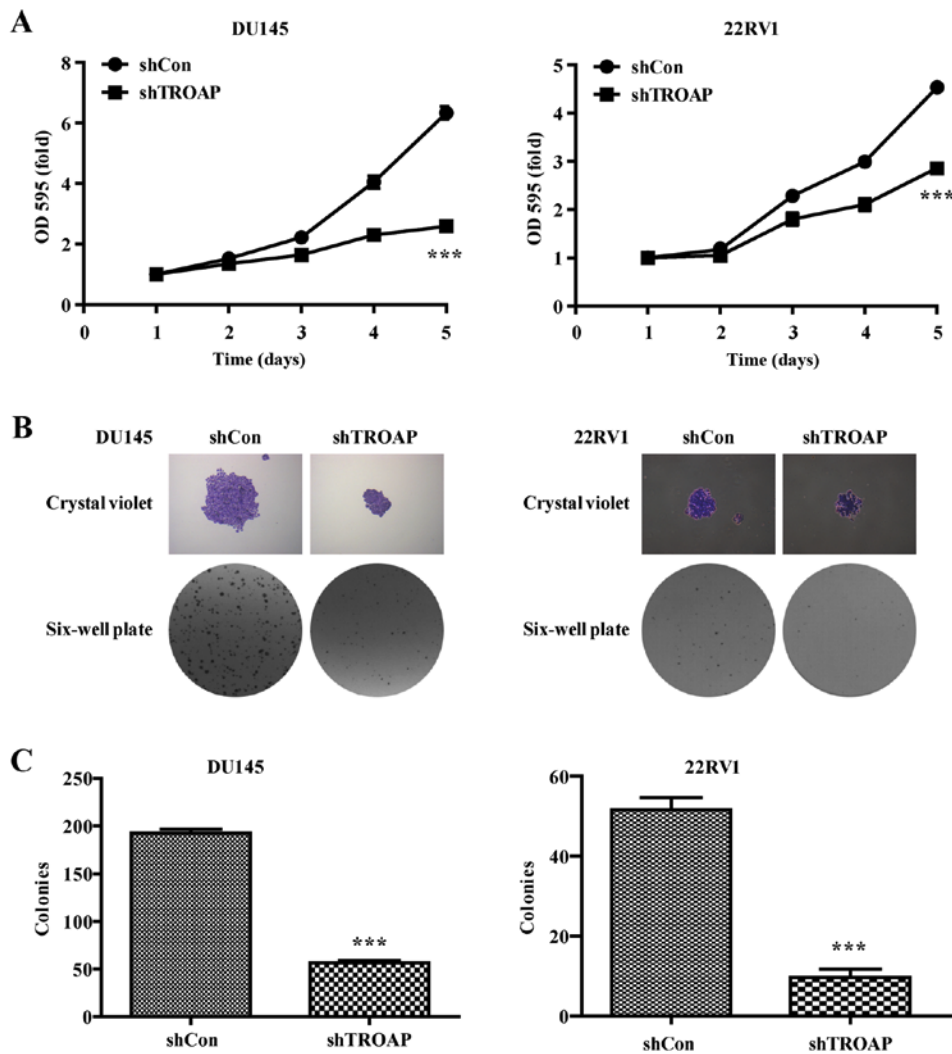 A
DU145
shCon
shTROAP
OD 595 (fold)
8
6
4
2
0
0 1 2 3 4 5
Time (days)
***
22RV1
shCon
shTROAP
OD 595 (fold)
5
4
3
2
1
0
0 1 2 3 4 5
Time (days)
***
B
DU145 shCon shTROAP
Crystal violet
Six-well plate
22RV1 shCon shTROAP
Crystal violet
Six-well plate
C
DU145
Colonies
250
200
150
100
50
0
***
shCon shTROAP
22RV1
Colonies
60
40
20
0
***
shCon shTROAP